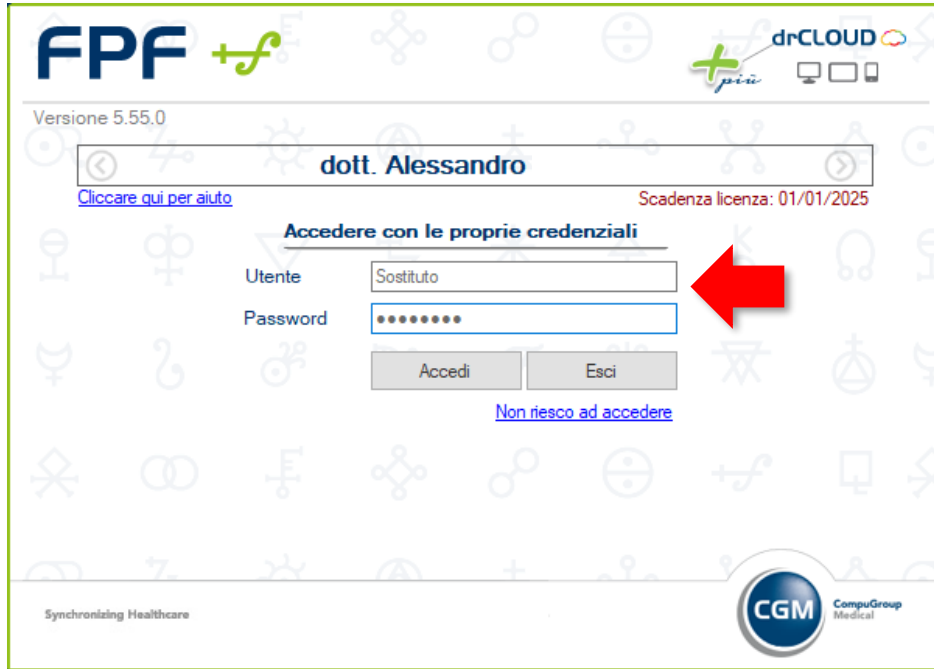 FPF
drCLOUD
più
Versione 5.55.0
dott. Alessandro
Cliccare qui per aiuto
Scadenza licenza: 01/01/2025
Accedere con le proprie credenziali
Utente
Sostituto
Password
●●●●●●●●
Accedi
Esci
Non riesco ad accedere
Synchronizing Healthcare
CGM
CompuGroup
Medical